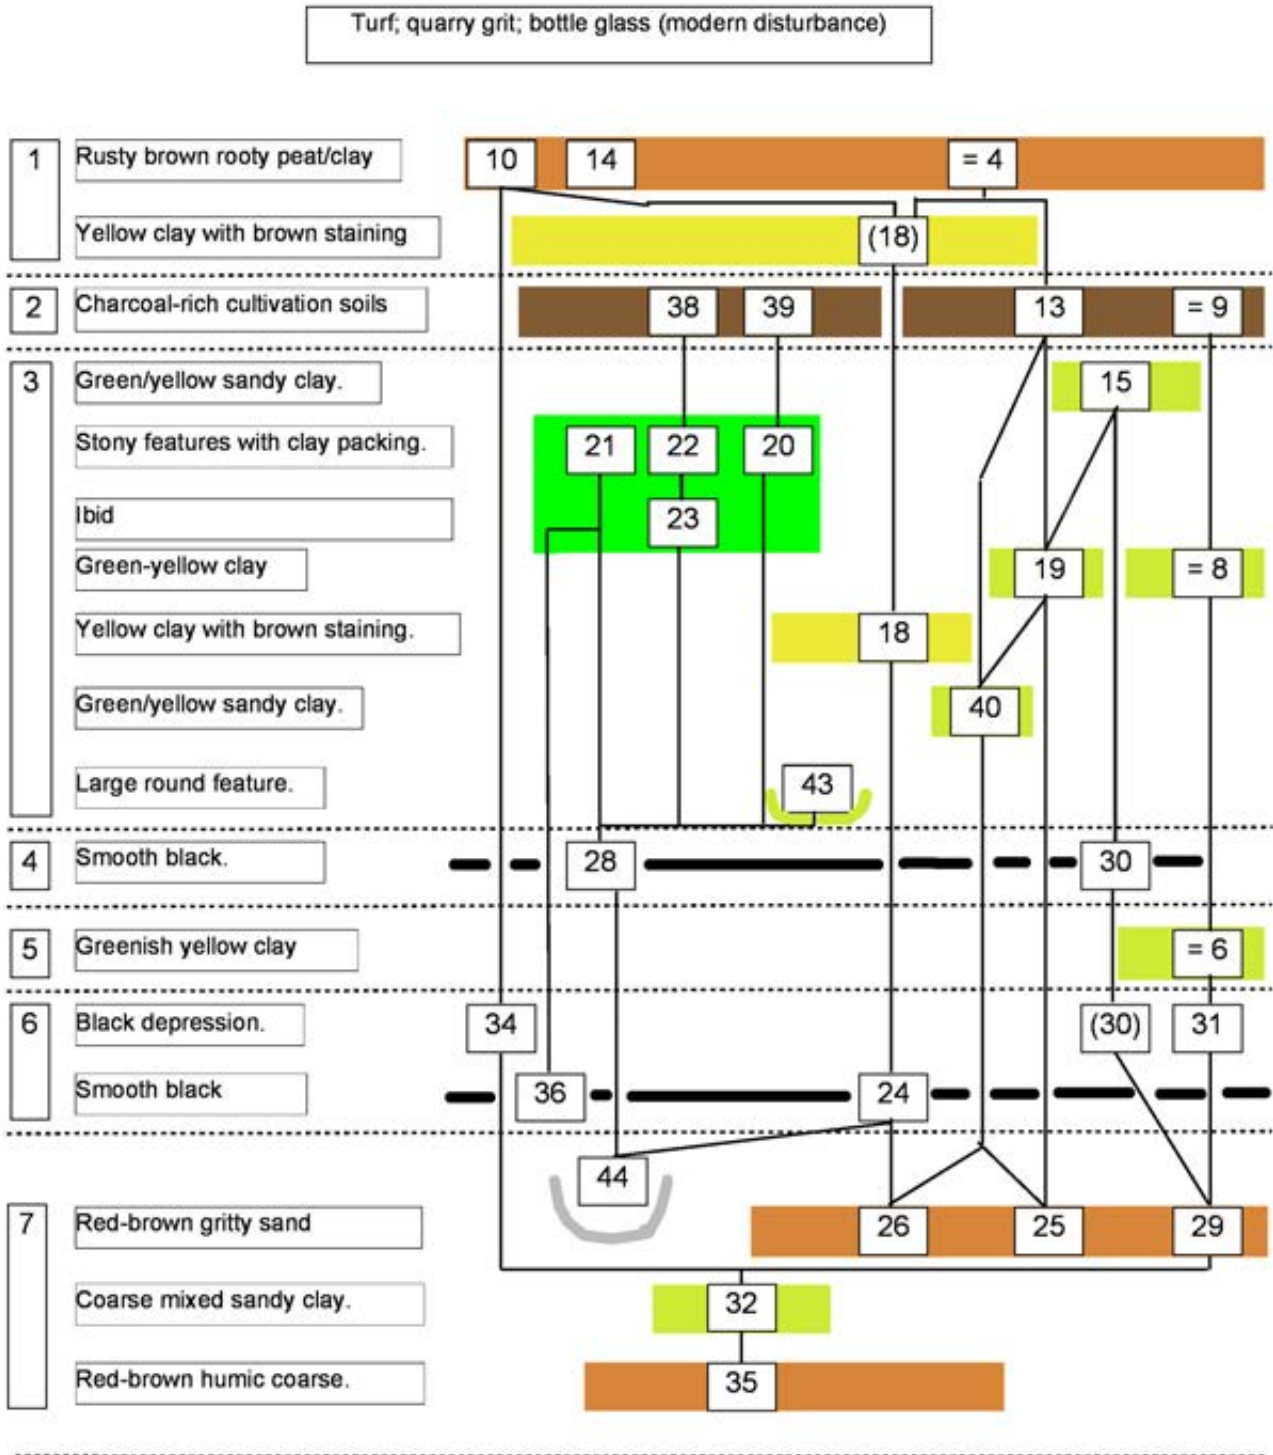 Turf; quarry grit; bottle glass (modern disturbance)
1 Rusty brown rooty peat/clay 10 14 = 4
Yellow clay with brown staining (18)
2 Charcoal-rich cultivation soils 38 39 13 = 9
3 Green/yellow sandy clay. 15
Stony features with clay packing. 21 22 20
Ibid 23
Green-yellow clay 19 = 8
Yellow clay with brown staining. 18
Green/yellow sandy clay. 40
Large round feature. 43
4 Smooth black. 28 30
5 Greenish yellow clay = 6
6 Black depression. 34 (30) 31
Smooth black 36 24
44
7 Red-brown gritty sand 26 25 29
Coarse mixed sandy clay. 32
Red-brown humic coarse. 35